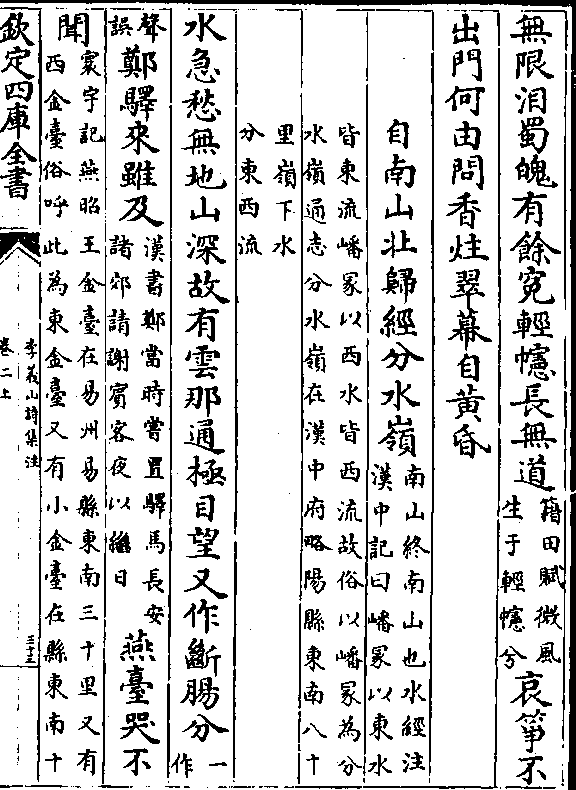 無限泪蜀魄有餘寃輕幰長無道籍田賦微風生于輕幰兮哀箏不
出門何由問香炷翠幕自黄昏
自南山北歸經分水嶺南山終南山也水經注漢中記曰嶓冡以東水
皆東流嶓冡以西水皆西流故俗以嶓冡為分水嶺通志分水嶺在漢中府略陽縣東南八十
里嶺下水分東西流
水急愁無地山深故有雲那通極目望又作斷腸分一作
聲誤鄭驛來雖及漢書鄭當時嘗置驛馬長安諸郊請謝賓客夜以繼日燕臺哭不
聞寰宇記燕昭王金臺在易州易縣東南三十里又有西金臺俗呼此為東金臺又有小金臺在縣東南十
欽定四庫全書
李義山詩集注
卷二上
三十三